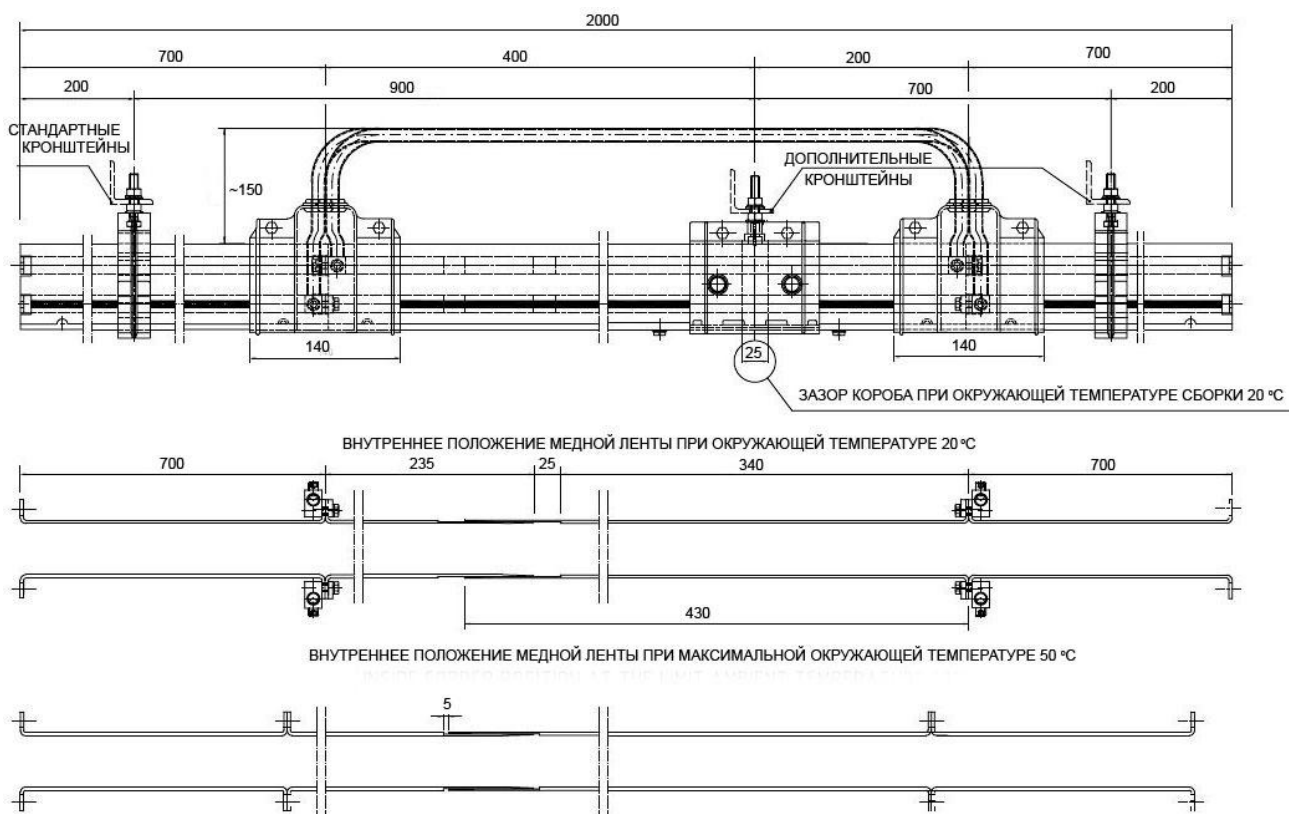 2000
700 400 200 700
200 900 700 200
СТАНДАРТНЫЕ
КРОНШТЕЙНЫ
ДОПОЛНИТЕЛЬНЫЕ
КРОНШТЕЙНЫ
~150
140 25 140
ЗАЗОР КОРОБА ПРИ ОКРУЖАЮЩЕЙ ТЕМПЕРАТУРЕ СБОРКИ 20 °C
ВНУТРЕННЕЕ ПОЛОЖЕНИЕ МЕДНОЙ ЛЕНТЫ ПРИ ОКРУЖАЮЩЕЙ ТЕМПЕРАТУРЕ 20 °C
700 235 25 340 700
430
ВНУТРЕННЕЕ ПОЛОЖЕНИЕ МЕДНОЙ ЛЕНТЫ ПРИ МАКСИМАЛЬНОЙ ОКРУЖАЮЩЕЙ ТЕМПЕРАТУРЕ 50 °C
5